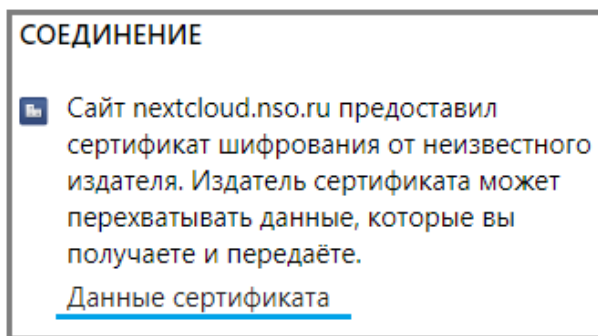 СОЕДИНЕНИЕ
Сайт nextcloud.nso.ru предоставил
сертификат шифрования от неизвестного
издателя. Издатель сертификата может
перехватывать данные, которые вы
получаете и передаёте.
Данные сертификата